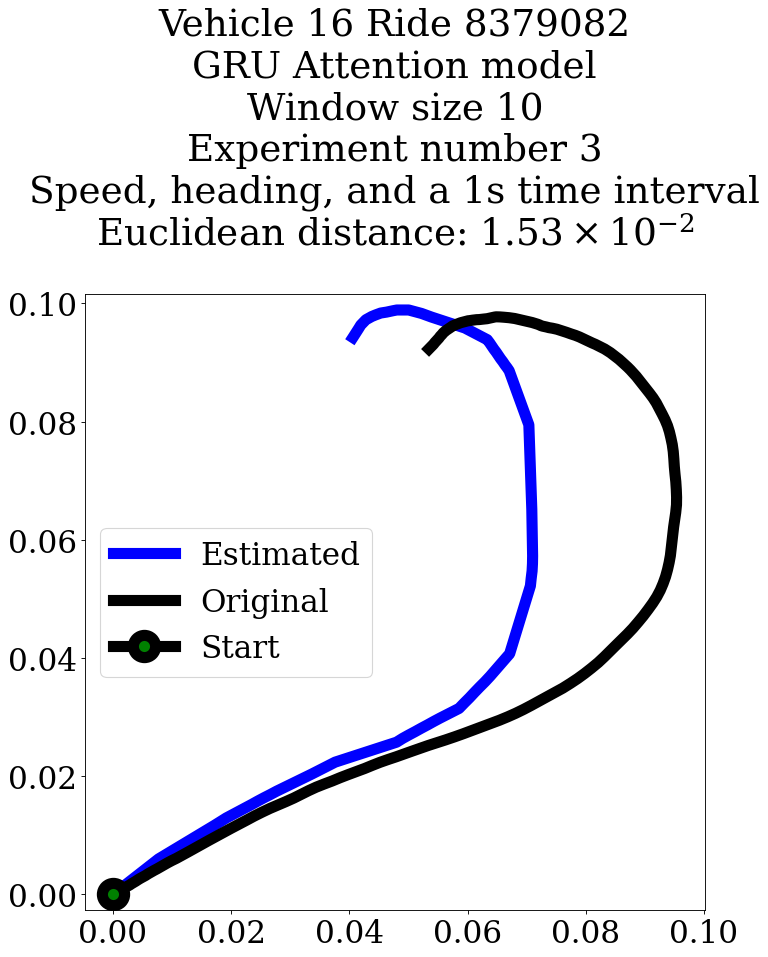 Vehicle 16 Ride 8379082
GRU Attention model
Window size 10
Experiment number 3
Speed, heading, and a 1s time interval
Euclidean distance: 1.53 × 10⁻²
0.10
0.08
0.06
0.04
0.02
0.00
Estimated
Original
Start
0.00 0.02 0.04 0.06 0.08 0.10